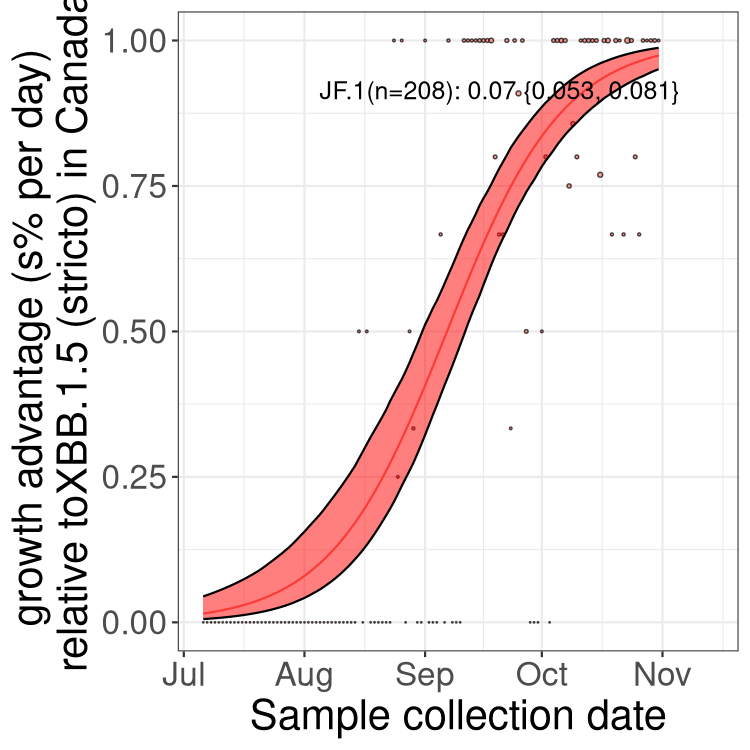 growth advantage (s% per day)
relative toXBB.1.5 (stricto) in Canada
1.00
JF.1(n=208): 0.07 {0.053, 0.081}
0.75
0.50
0.25
0.00
Jul Aug Sep Oct Nov
Sample collection date